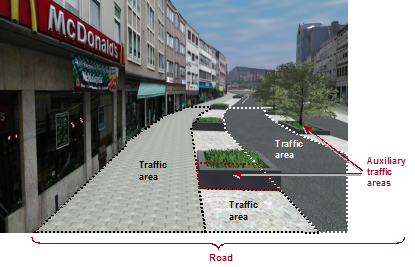 McDonald's
Traffic
area
Traffic
area
Auxiliary
traffic
areas
Traffic
area
Road